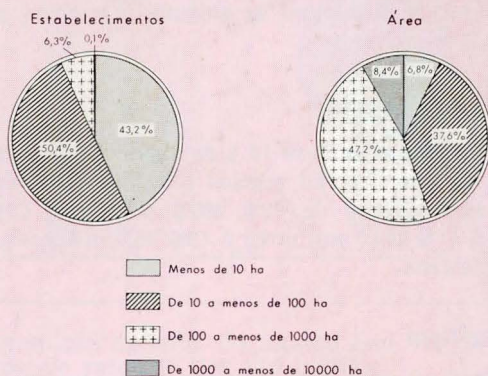 Estabelecimentos
6,3%
0,1%
43,2%
50,4%
Área
8,4%
6,8%
37,6%
47,2%
Menos de 10 ha
De 10 a menos de 100 ha
De 100 a menos de 1000 ha
De 1000 a menos de 10000 ha